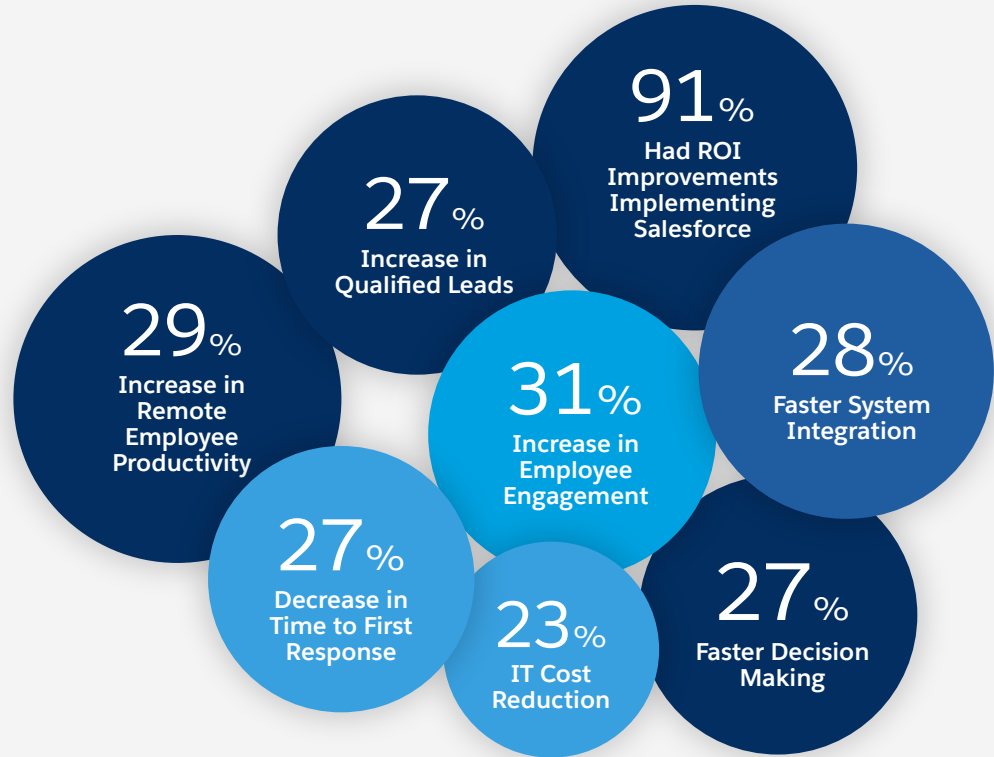 91%
Had ROI
Improvements
Implementing
Salesforce
27%
Increase in
Qualified Leads
29%
Increase in
Remote
Employee
Productivity
31%
Increase in
Employee
Engagement
28%
Faster System
Integration
27%
Decrease in
Time to First
Response
23%
IT Cost
Reduction
27%
Faster Decision
Making